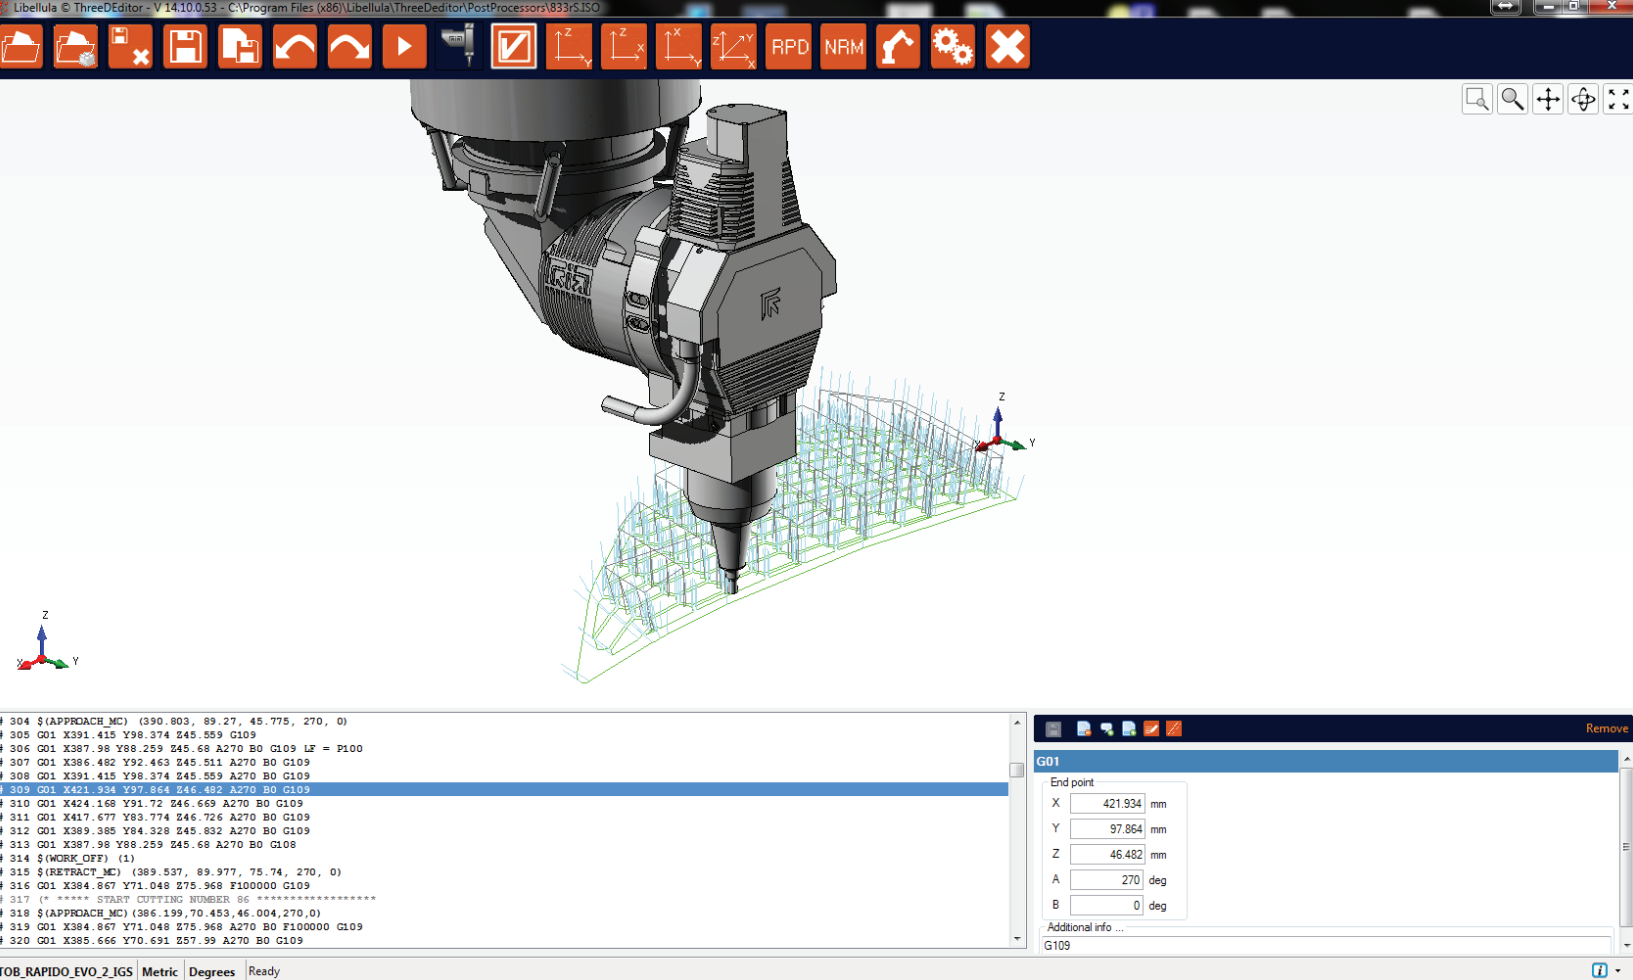 Libellula © ThreeDEditor - V 14.10.0.53 - C:\Program Files (x86)\Libellula\ThreeDeditor\PostProcessors\833rS.ISO
Z Y
Z X
X Y
Z Y X
RPD
NRM
Z
X Y
Z
X Y
# 304 $(APPROACH_MC) (390.803, 89.27, 45.775, 270, 0)
# 305 G01 X391.415 Y98.374 Z45.559 G109
# 306 G01 X387.98 Y88.259 Z45.68 A270 B0 G109 LF = P100
# 307 G01 X386.482 Y92.463 Z45.511 A270 B0 G109
# 308 G01 X391.415 Y98.374 Z45.559 A270 B0 G109
# 309 G01 X421.934 Y97.864 Z46.482 A270 B0 G109
# 310 G01 X424.168 Y91.72 Z46.669 A270 B0 G109
# 311 G01 X417.677 Y83.774 Z46.726 A270 B0 G109
# 312 G01 X389.385 Y84.328 Z45.832 A270 B0 G109
# 313 G01 X387.98 Y88.259 Z45.68 A270 B0 G108
# 314 $(WORK_OFF) (1)
# 315 $(RETRACT_MC) (389.537, 89.977, 75.74, 270, 0)
# 316 G01 X384.867 Y71.048 Z75.968 F100000 G109
# 317 (* ***** START CUTTING NUMBER 86 ******************
# 318 $(APPROACH_MC)(386.199,70.453,46.004,270,0)
# 319 G01 X384.867 Y71.048 Z75.968 A270 B0 F100000 G109
# 320 G01 X385.666 Y70.691 Z57.99 A270 B0 G109
Remove
G01
End point
X 421.934 mm
Y 97.864 mm
Z 46.482 mm
A 270 deg
B 0 deg
Additional info ...
G109
TOB_RAPIDO_EVO_2_IGS Metric Degrees Ready